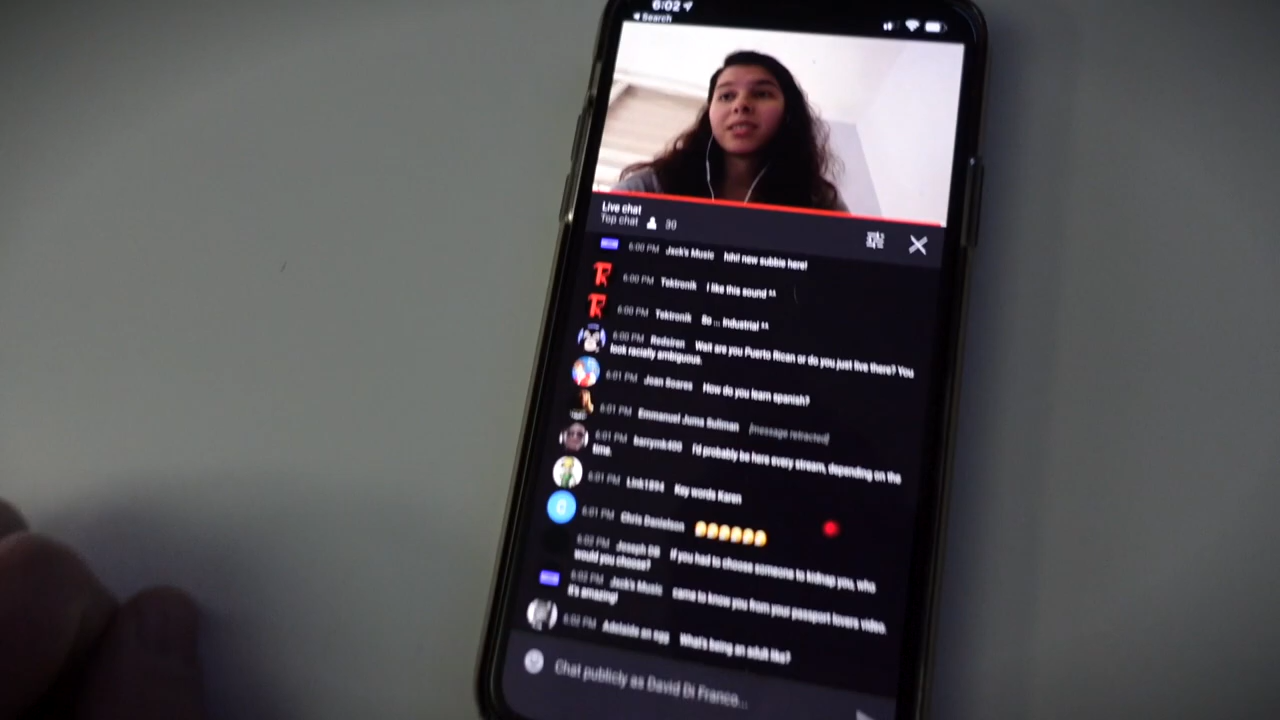 6:02
Search
Live chat
Top chat 30
6:00 PM Jack's Music hihi! new subbie here!
6:00 PM Tektronik I like this sound ^^
6:00 PM Tektronik So ... Industrial ^^
6:00 PM Redsiren Wait are you Puerto Rican or do you just live there? You
look racially ambiguous.
6:01 PM Joan Soares How do you learn spanish?
6:01 PM Emmanuel Juma Suliman [message retracted]
6:01 PM barrymk400 I'd probably be here every stream, depending on the
time.
6:01 PM Link1894 Key words Karen
6:01 PM Chris Danielson
6:02 PM Joseph DB If you had to choose someone to kidnap you, who
would you choose?
6:02 PM Jack's Music came to know you from your passport lovers video.
it's amazing!
6:02 PM Adelaide an egg What's being an adult like?
Chat publicly as David Di Franco...